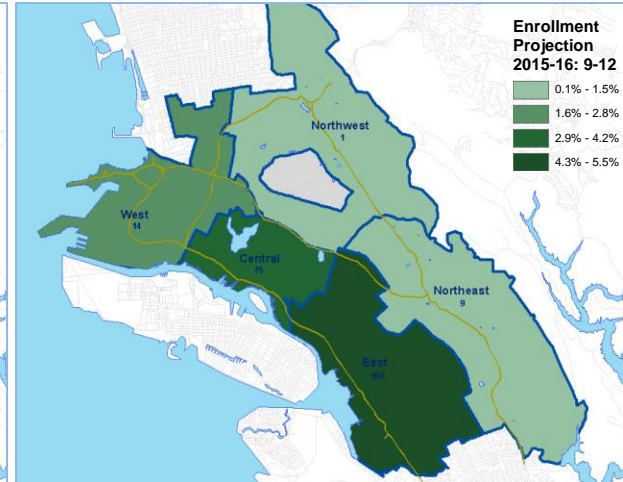 Enrollment
Projection
2015-16: 9-12
0.1% - 1.5%
1.6% - 2.8%
2.9% - 4.2%
4.3% - 5.5%
Northwest
1
West
14
Central
75
Northeast
9
East